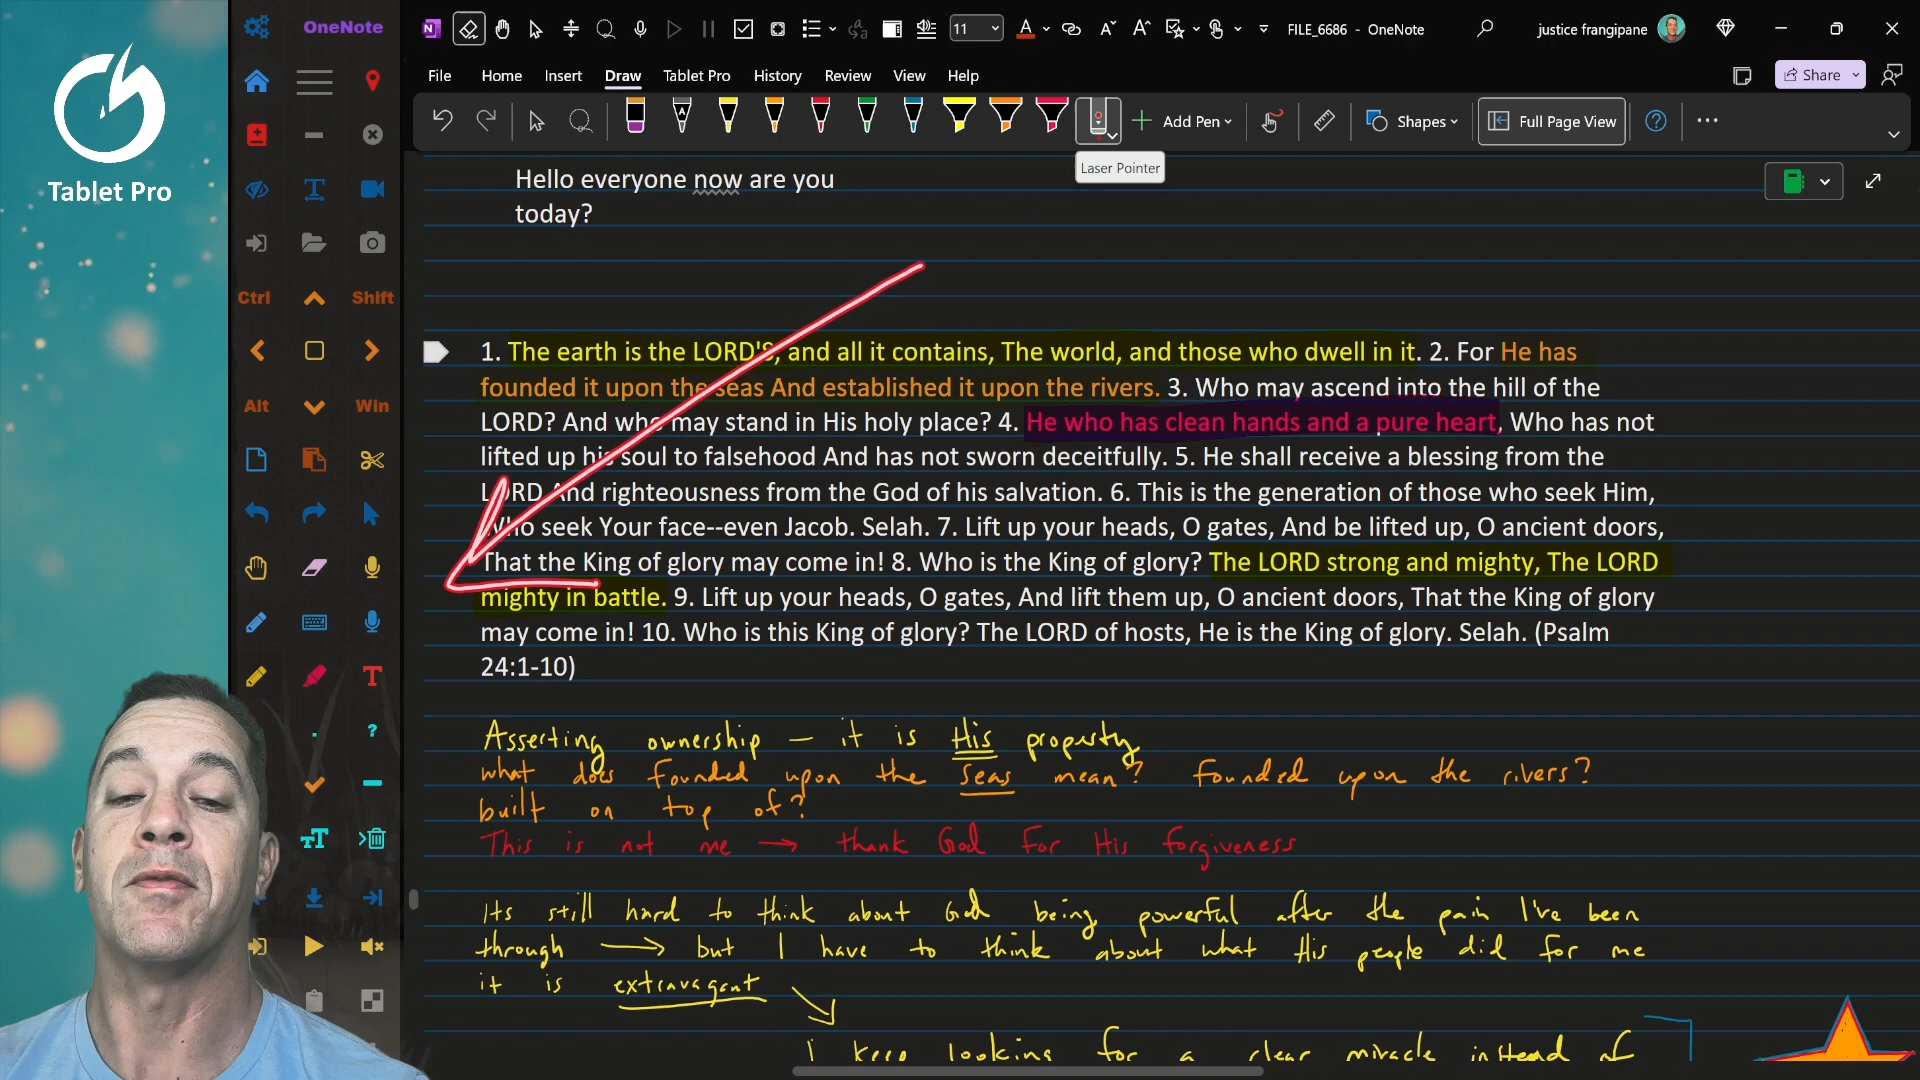 OneNote
Tablet Pro
Ctrl
Shift
Alt
Win
T
T
.
?
TT
11
A
A
A
FILE_6686 - OneNote
justice frangipane
File
Home
Insert
Draw
Tablet Pro
History
Review
View
Help
Share
Add Pen
Shapes
Full Page View
Laser Pointer
Hello everyone now are you
today?
1. The earth is the LORD'S, and all it contains, The world, and those who dwell in it. 2. For He has
founded it upon the seas And established it upon the rivers. 3. Who may ascend into the hill of the
LORD? And who may stand in His holy place? 4. He who has clean hands and a pure heart, Who has not
lifted up his soul to falsehood And has not sworn deceitfully. 5. He shall receive a blessing from the
LORD And righteousness from the God of his salvation. 6. This is the generation of those who seek Him,
Who seek Your face--even Jacob. Selah. 7. Lift up your heads, O gates, And be lifted up, O ancient doors,
That the King of glory may come in! 8. Who is the King of glory? The LORD strong and mighty, The LORD
mighty in battle. 9. Lift up your heads, O gates, And lift them up, O ancient doors, That the King of glory
may come in! 10. Who is this King of glory? The LORD of hosts, He is the King of glory. Selah. (Psalm
24:1-10)
Asserting ownership — it is His property
what does founded upon the seas mean? founded upon the rivers?
built on top of?
This is not me → thank God for His forgiveness
Its still hard to think about God being powerful after the pain I've been
through → but I have to think about what His people did for me
it is extravagant
I keep looking for a clear miracle instead of